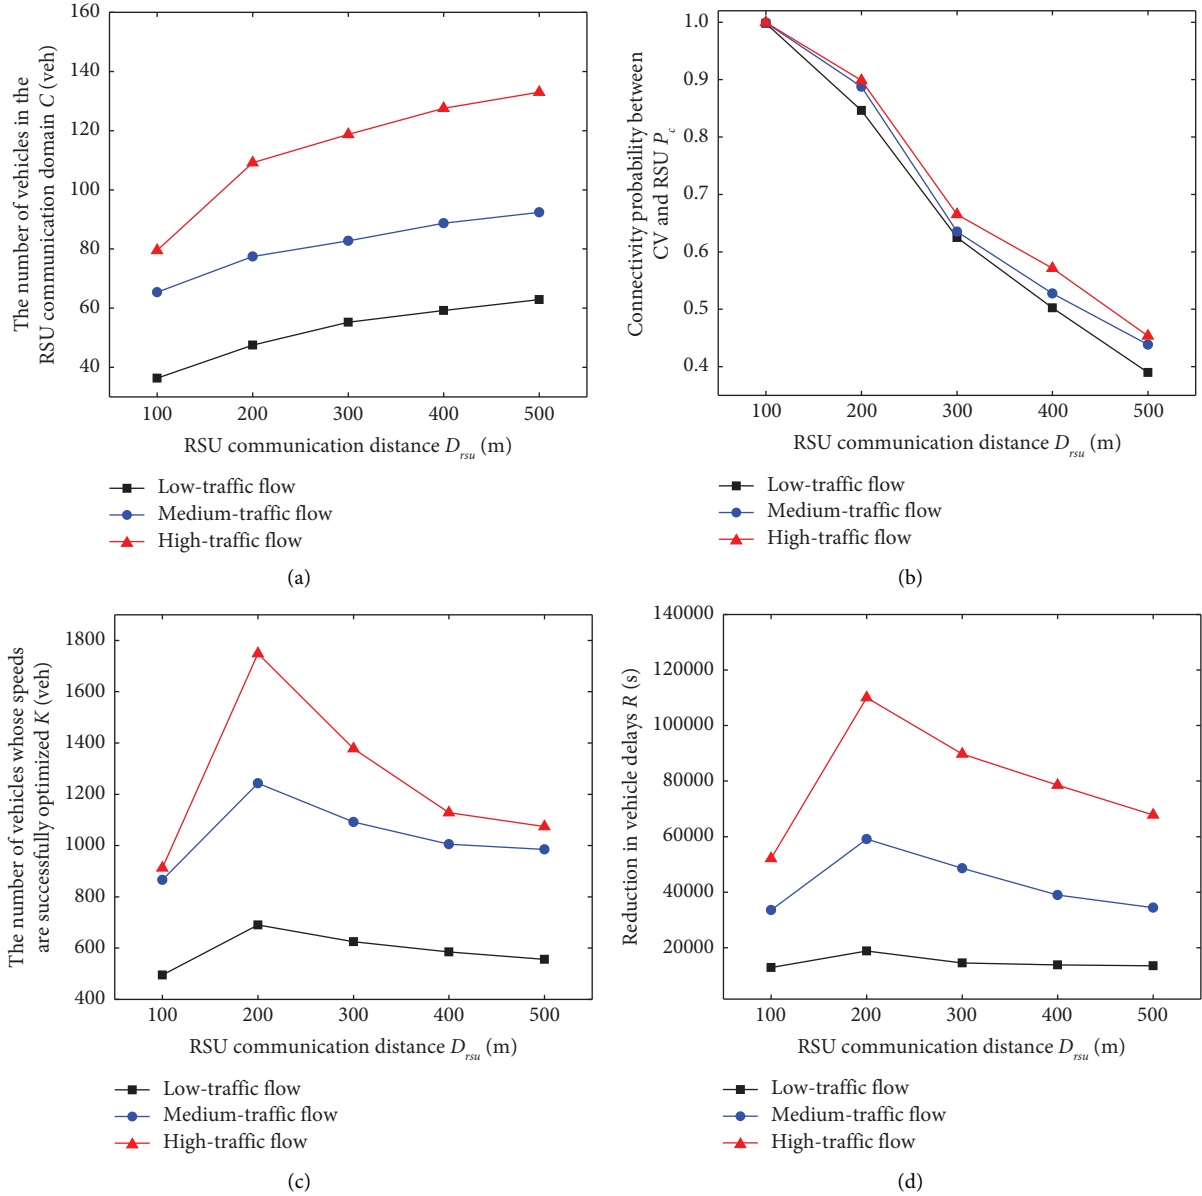 The number of vehicles in the
RSU communication domain C (veh)
160
140
120
100
80
60
40
100 200 300 400 500
RSU communication distance D_rsu (m)
Low-traffic flow
Medium-traffic flow
High-traffic flow
(a)
Connectivity probability between
CV and RSU P_c
1.0
0.9
0.8
0.7
0.6
0.5
0.4
100 200 300 400 500
RSU communication distance D_rsu (m)
Low-traffic flow
Medium-traffic flow
High-traffic flow
(b)
The number of vehicles whose speeds
are successfully optimized K (veh)
1800
1600
1400
1200
1000
800
600
400
100 200 300 400 500
RSU communication distance D_rsu (m)
Low-traffic flow
Medium-traffic flow
High-traffic flow
(c)
Reduction in vehicle delays R (s)
140000
120000
100000
80000
60000
40000
20000
100 200 300 400 500
RSU communication distance D_rsu (m)
Low-traffic flow
Medium-traffic flow
High-traffic flow
(d)